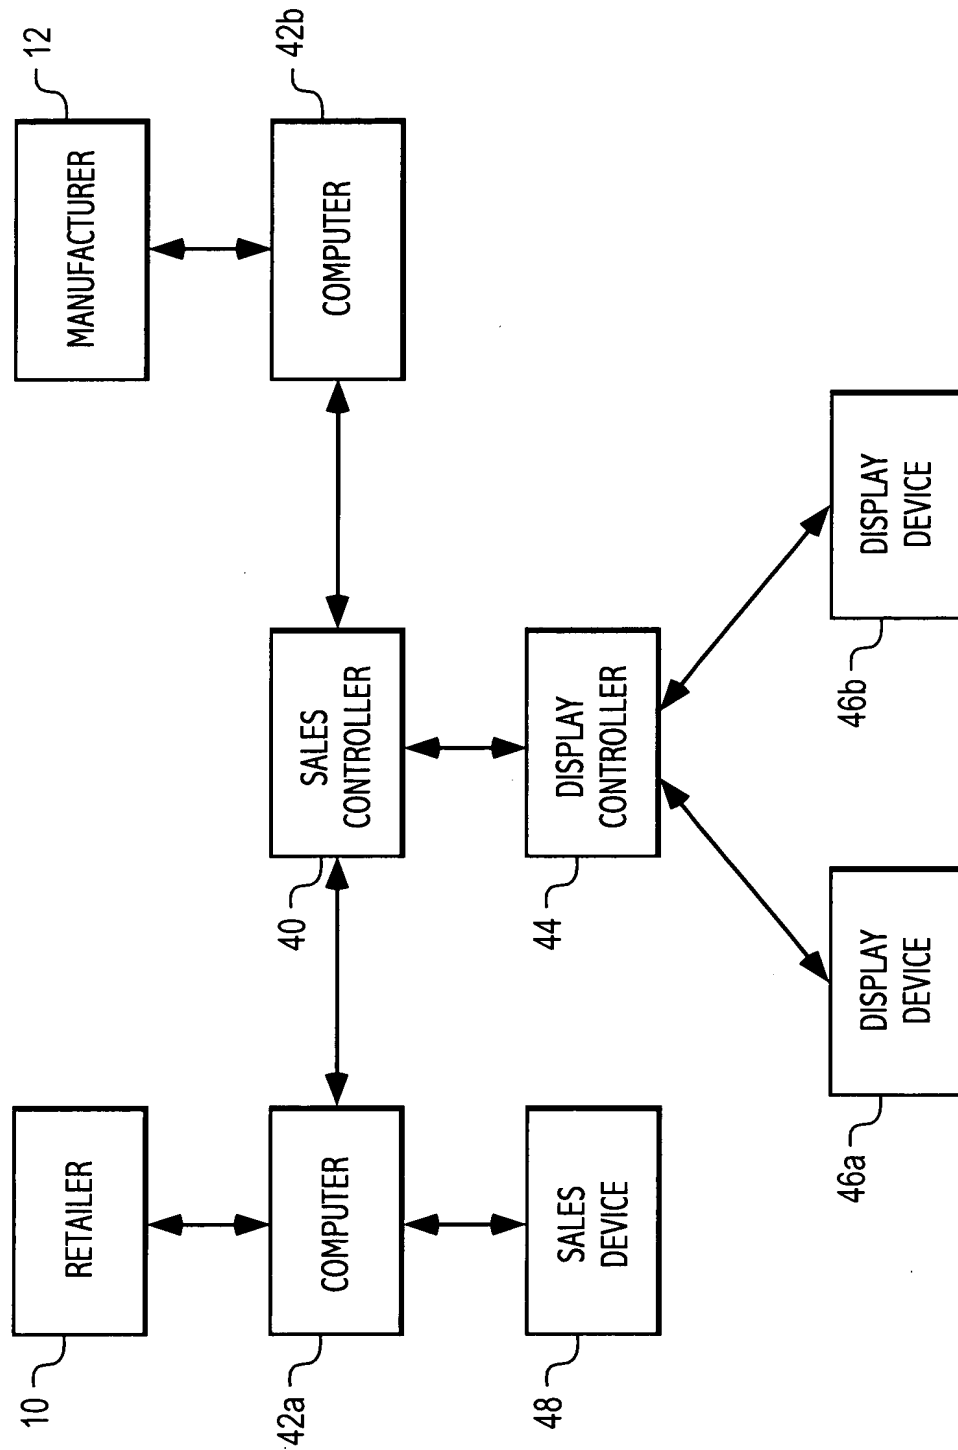 10
RETAILER
42a
COMPUTER
48
SALES
DEVICE
40
SALES
CONTROLLER
44
DISPLAY
CONTROLLER
46a
DISPLAY
DEVICE
46b
DISPLAY
DEVICE
MANUFACTURER
12
COMPUTER
42b